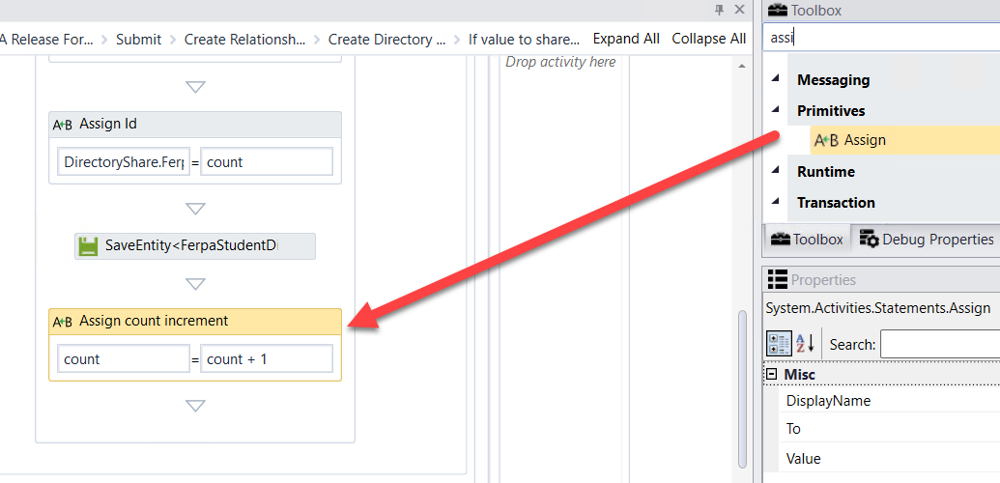 Toolbox
A Release For... > Submit > Create Relationsh... > Create Directory ... > If value to share... Expand All Collapse All
assi
Drop activity here
Messaging
Primitives
A+B Assign
Runtime
Transaction
A+B Assign Id
DirectoryShare.Ferp = count
SaveEntity<FerpaStudentDi
A+B Assign count increment
count = count + 1
Toolbox Debug Properties
Properties
System.Activities.Statements.Assign
A Z Search:
Misc
DisplayName
To
Value